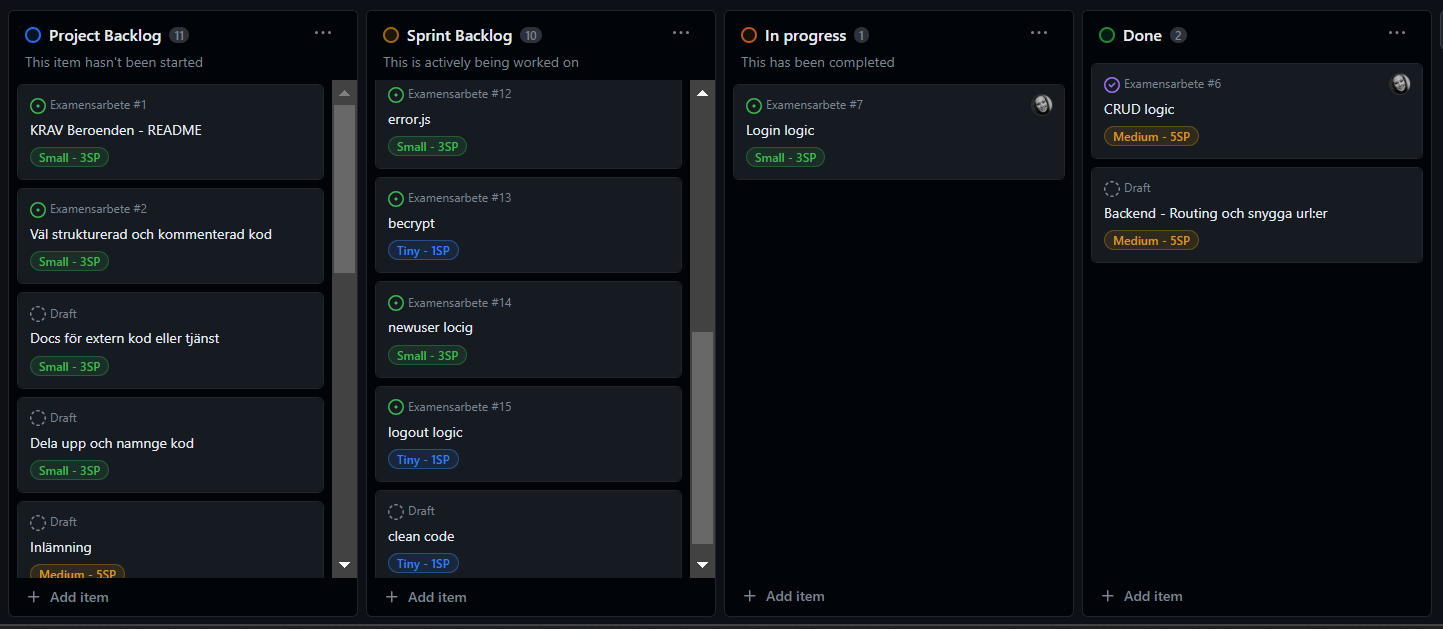 Project Backlog 11
This item hasn't been started
Examensarbete #1
KRAV Beroenden - README
Small - 3SP
Examensarbete #2
Väl strukturerad och kommenterad kod
Small - 3SP
Draft
Docs för extern kod eller tjänst
Small - 3SP
Draft
Dela upp och namnge kod
Small - 3SP
Draft
Inlämning
Medium - 5SP
Add item
Sprint Backlog 10
This is actively being worked on
Examensarbete #12
error.js
Small - 3SP
Examensarbete #13
becrypt
Tiny - 1SP
Examensarbete #14
newuser locig
Small - 3SP
Examensarbete #15
logout logic
Tiny - 1SP
Draft
clean code
Tiny - 1SP
Add item
In progress 1
This has been completed
Examensarbete #7
Login logic
Small - 3SP
Add item
Done 2
Examensarbete #6
CRUD logic
Medium - 5SP
Draft
Backend - Routing och snygga url:er
Medium - 5SP
Add item